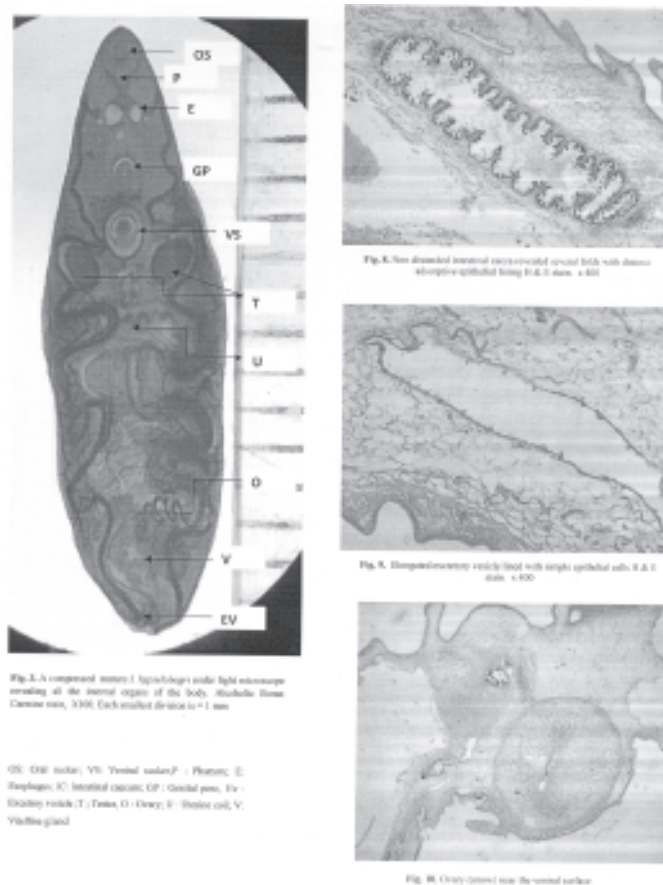 OS
P
E
GP
VS
T
U
O
V
EV
Fig. 2. A compressed mature under light microscope
revealing all the internal organs of the body. Alcoholic Borax
Carmine stain, X100. Each smallest division is = 1 mm
OS: Oral sucker; VS: Ventral sucker; P : Pharynx; E:
Esophagus; IC: Intestinal caecum; GP : Genital pore, Ev :
Excretory vesicle; T : Testes, O : Ovary; U : Uterine coil; V:
Vitelline gland
Fig. 8. Non distended intestinal caeca revealed several folds with
absorptive epithelial lining H & E stain. x 400
Fig. 9. Elongated excretory vesicle lined with simple epithelial cells H & E
stain. x 400
Fig. 10. Ovary (arrow) near the ventral surface.